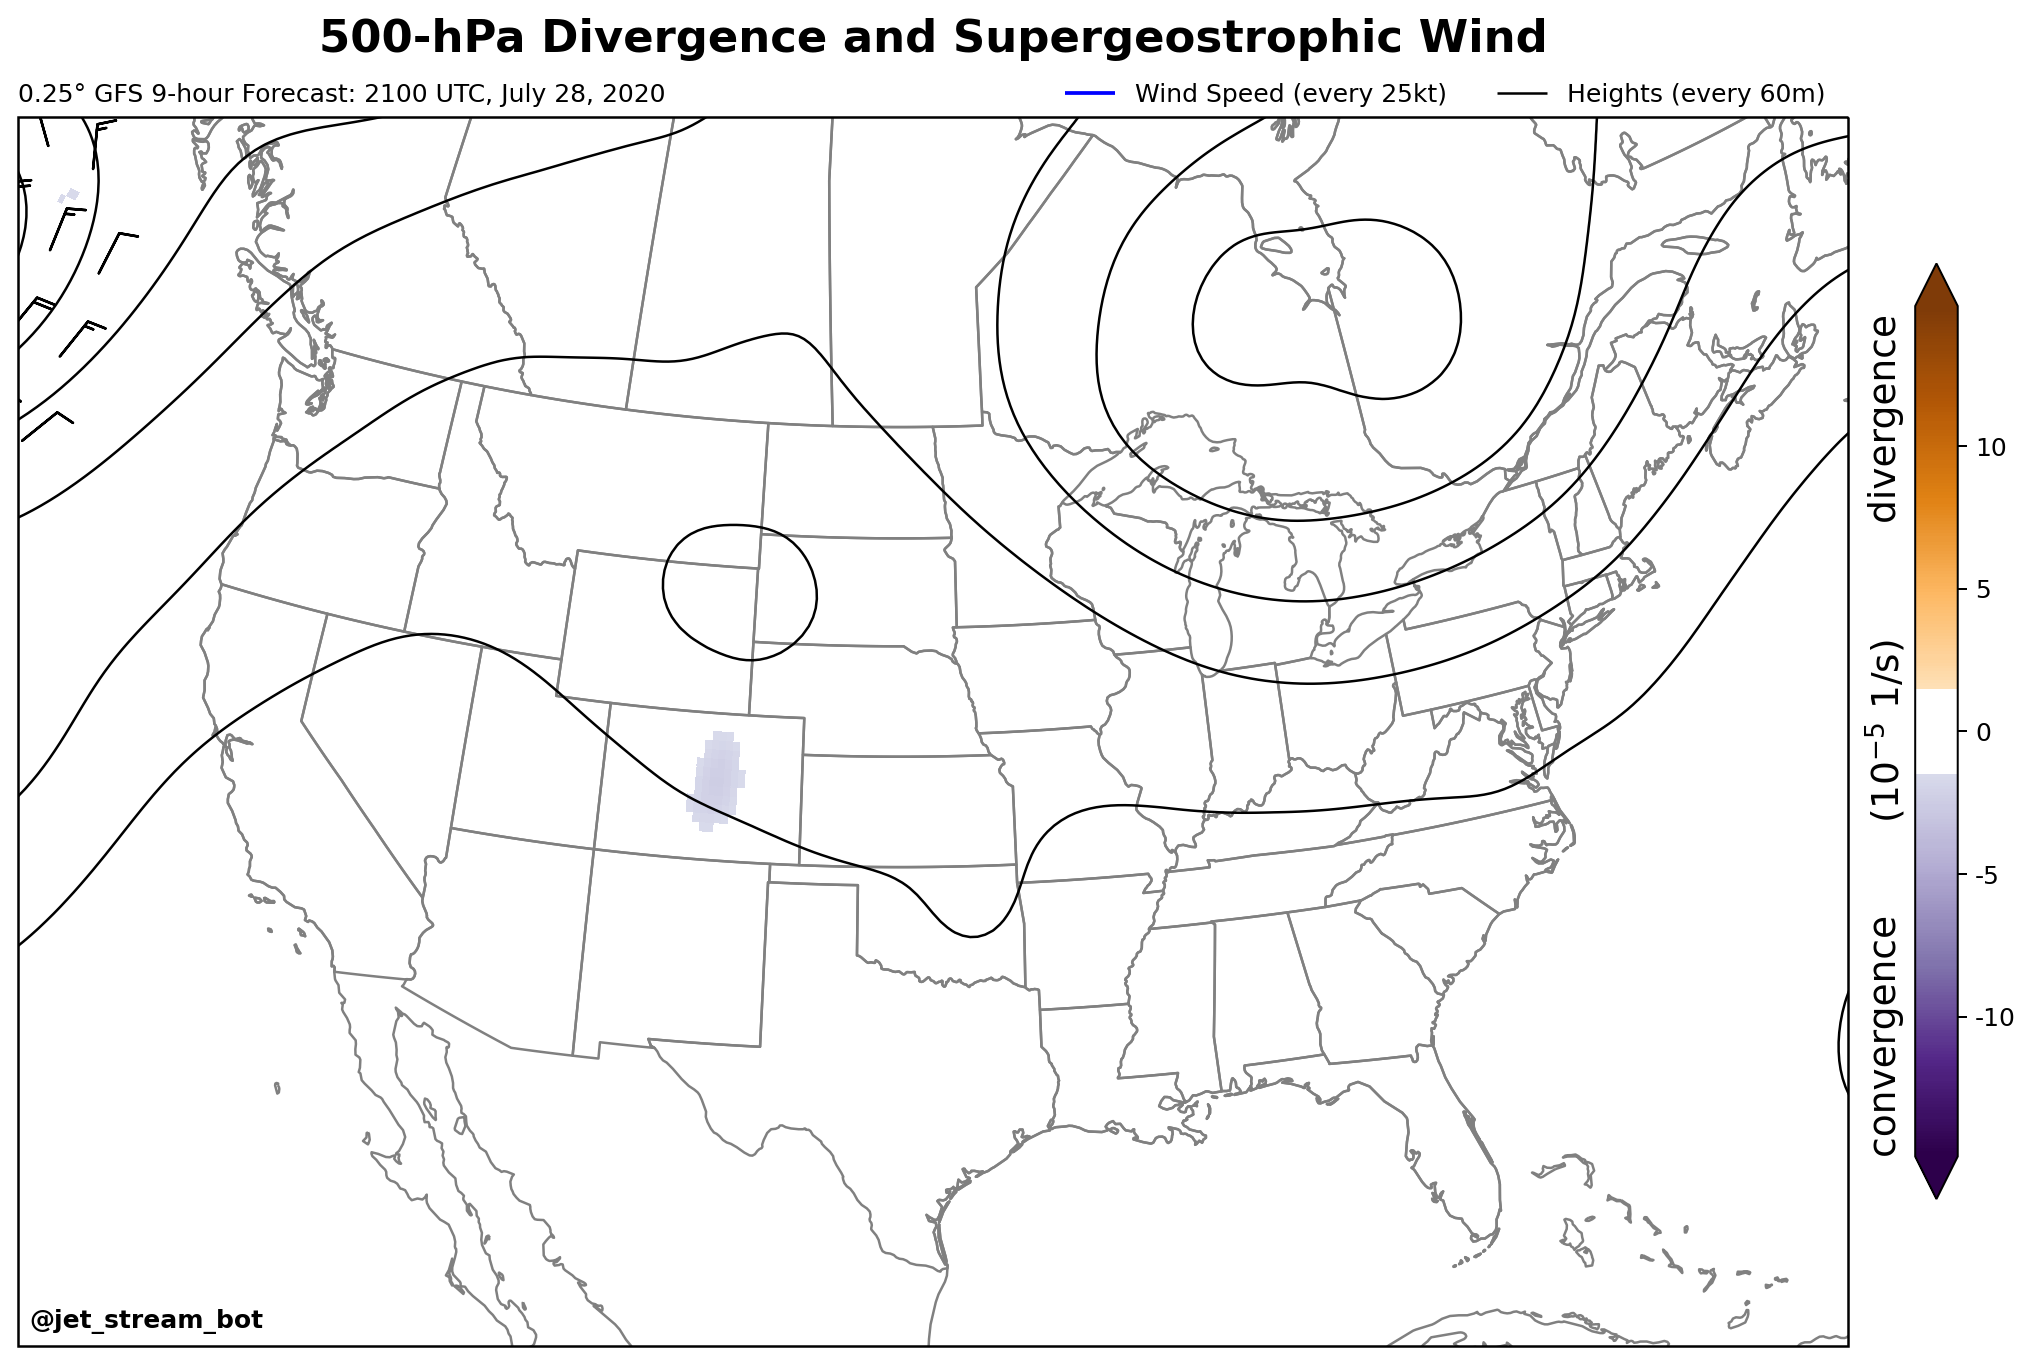 500-hPa Divergence and Supergeostrophic Wind
0.25° GFS 9-hour Forecast: 2100 UTC, July 28, 2020
Wind Speed (every 25kt)
Heights (every 60m)
divergence
(10⁻⁵ 1/s)
convergence
10
5
0
-5
-10
@jet_stream_bot